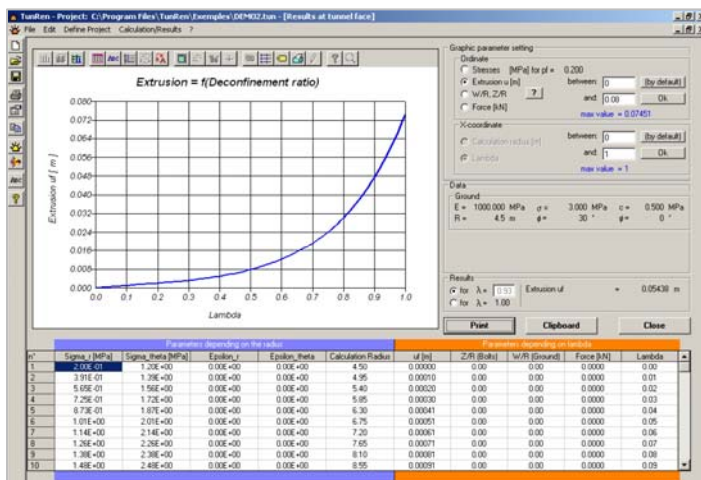 TunRen - Project: C:\Program Files\TunRen\Exemples\DEMO2.tun - [Results at tunnel face]
File Edit Define Project Calculation/Results ?
Abc
Extrusion = f(Deconfinement ratio)
Extrusion uf [ m ]
0.080
0.072
0.064
0.056
0.048
0.040
0.032
0.024
0.016
0.008
0.000
0.0 0.1 0.2 0.3 0.4 0.5 0.6 0.7 0.8 0.9 1.0
Lambda
Graphic parameter setting
Ordinate
Stresses [MPa] for pf = 0.200
Extrusion u [m] between: 0 (by default)
W/R, Z/R ? and: 0.08 Ok
Force [kN] max value = 0.07451
X-coordinate
Calculation radius [m] between: 0 (by default)
Lambda and: 1 Ok
max value = 1
Data
Ground
E = 1000.000 MPa σ = 3.000 MPa c = 0.500 MPa
R = 4.5 m ϕ = 30 ° ψ = 0 °
Results
for λ = 0.93 Extrusion uf = 0.05438 m
for λ = 1.00
Print Clipboard Close
Parameters depending on the radius Parameters depending on lambda
n° Sigma_r [MPa] Sigma_theta [MPa] Epsilon_r Epsilon_theta Calculation Radius uf [m] Z/R (Bolts) W/R (Ground) Force [kN] Lambda
1 2.00E-01 1.20E+00 0.00E+00 0.00E+00 4.50 0.00000 0.00 0.00 0.0000 0.00
2 3.91E-01 1.39E+00 0.00E+00 0.00E+00 4.95 0.00010 0.00 0.00 0.0000 0.01
3 5.65E-01 1.56E+00 0.00E+00 0.00E+00 5.40 0.00020 0.00 0.00 0.0000 0.02
4 7.25E-01 1.72E+00 0.00E+00 0.00E+00 5.85 0.00030 0.00 0.00 0.0000 0.03
5 8.73E-01 1.87E+00 0.00E+00 0.00E+00 6.30 0.00041 0.00 0.00 0.0000 0.04
6 1.01E+00 2.01E+00 0.00E+00 0.00E+00 6.75 0.00051 0.00 0.00 0.0000 0.05
7 1.14E+00 2.14E+00 0.00E+00 0.00E+00 7.20 0.00061 0.00 0.00 0.0000 0.06
8 1.26E+00 2.26E+00 0.00E+00 0.00E+00 7.65 0.00071 0.00 0.00 0.0000 0.07
9 1.38E+00 2.38E+00 0.00E+00 0.00E+00 8.10 0.00081 0.00 0.00 0.0000 0.08
10 1.48E+00 2.48E+00 0.00E+00 0.00E+00 8.55 0.00091 0.00 0.00 0.0000 0.09